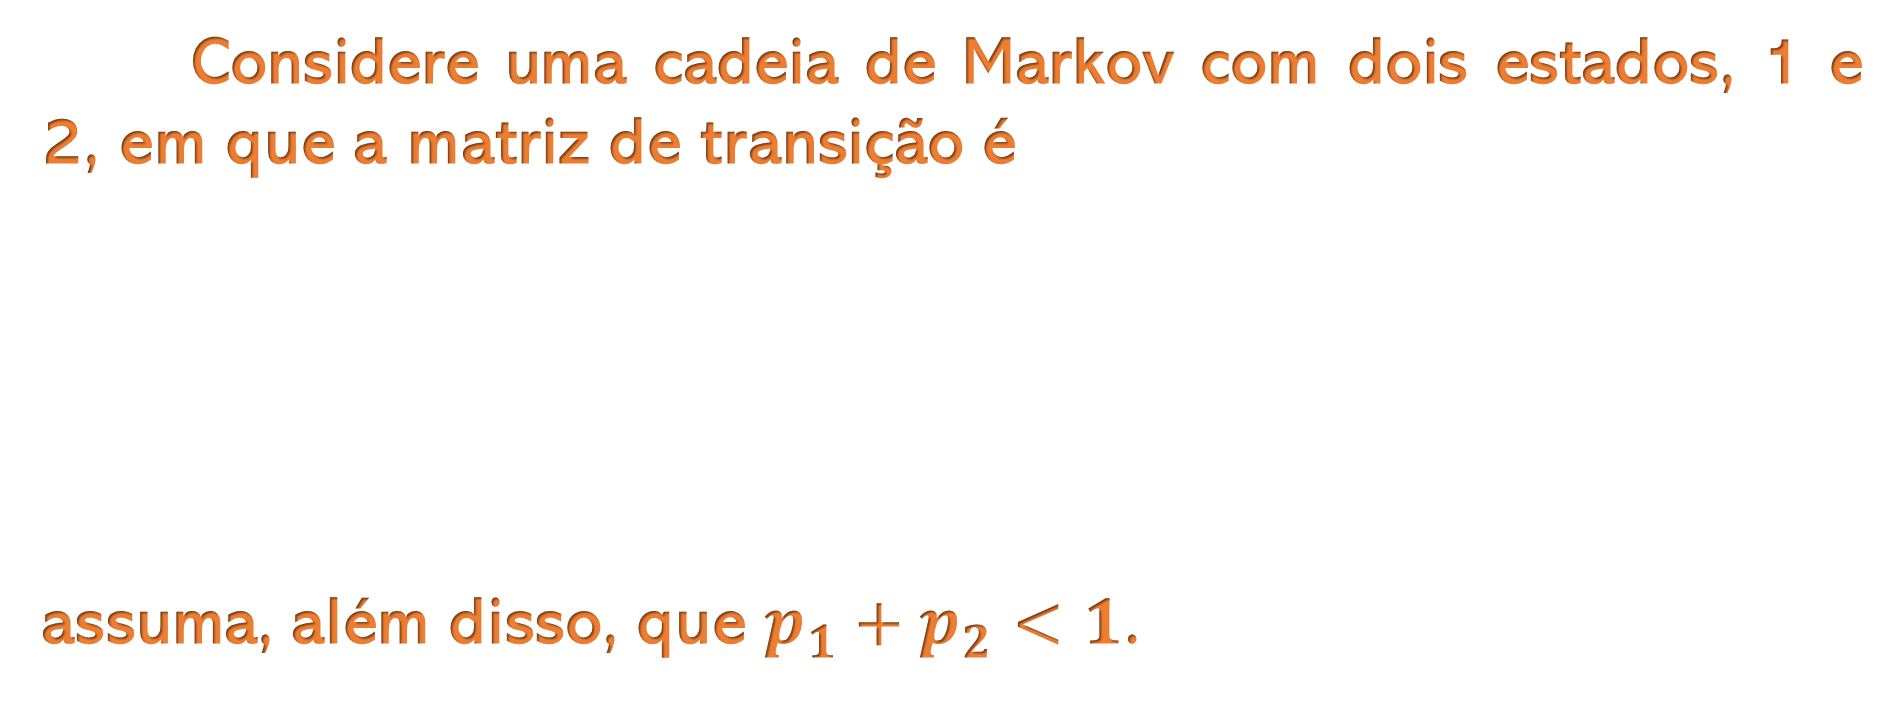 Considere uma cadeia de Markov com dois estados, 1 e
2, em que a matriz de transição é
assuma, além disso, que p₁ + p₂ < 1.